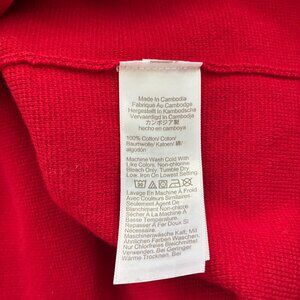 Made In Cambodia
Fabriqué Au Cambodge
Hergestellt In Kambodscha
Vervaardigd In Cambodja
カンボジア製
hecho en camboya
100% Cotton/ Coton/
Baumwolle/ Katoen/ 綿/
algodón
Machine Wash Cold With
Like Colors, Non-chlorine
Bleach Only, Tumble Dry
Low. Iron On Lowest Setting.
Lavage En Machine À Froid
Avec Couleurs Similaires
Seulement Agent De
Blanchiment Non-chlore.
Sécher À La Machine À
Temperature Basse.
Repasser À Fer Doux Si
Nécessaire.
Maschinenwäsche Kalt. Mit
Ähnlichen Farben Waschen.
Nur Chlorfreies Bleichmittel
Verwenden. Bei Geringer
Wärme Trocknen. Bei